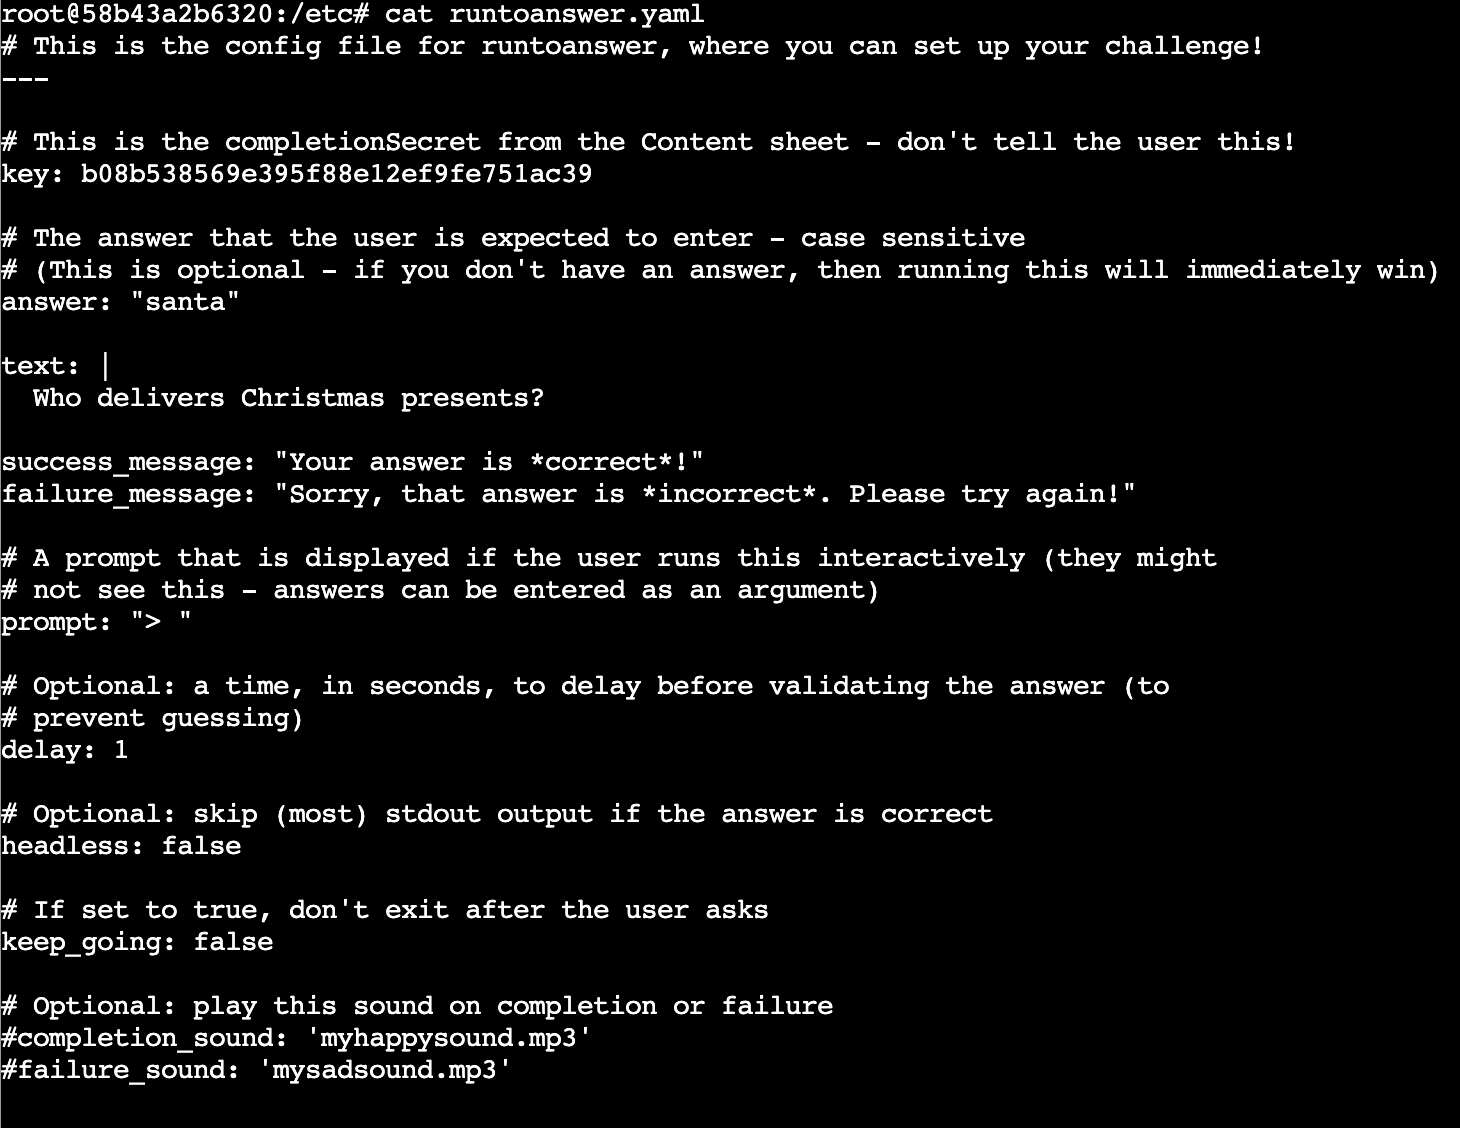 root@58b43a2b6320:/etc# cat runtoanswer.yaml
# This is the config file for runtoanswer, where you can set up your challenge!
---
# This is the completionSecret from the Content sheet - don't tell the user this!
key: b08b538569e395f88e12ef9fe751ac39
# The answer that the user is expected to enter - case sensitive
# (This is optional - if you don't have an answer, then running this will immediately win)
answer: "santa"
text: |
  Who delivers Christmas presents?
success_message: "Your answer is *correct*!"
failure_message: "Sorry, that answer is *incorrect*. Please try again!"
# A prompt that is displayed if the user runs this interactively (they might
# not see this - answers can be entered as an argument)
prompt: "> "
# Optional: a time, in seconds, to delay before validating the answer (to
# prevent guessing)
delay: 1
# Optional: skip (most) stdout output if the answer is correct
headless: false
# If set to true, don't exit after the user asks
keep_going: false
# Optional: play this sound on completion or failure
#completion_sound: 'myhappysound.mp3'
#failure_sound: 'mysadsound.mp3'